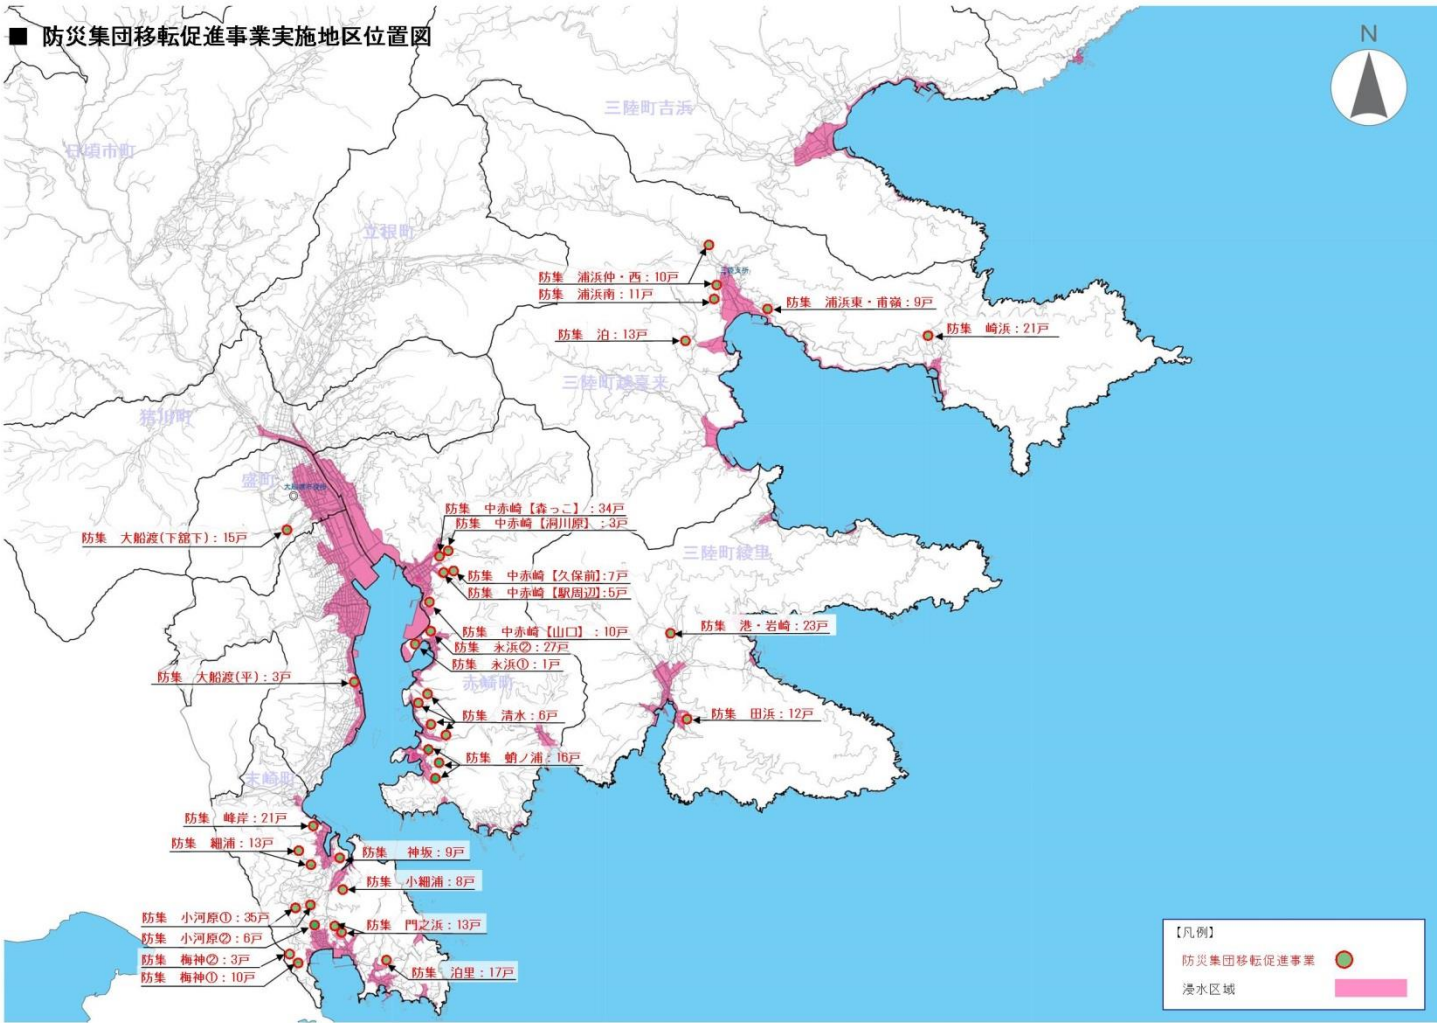 ■ 防災集団移転促進事業実施地区位置図
N
三陸町吉浜
日頃市町
立根町
防集 浦浜仲・西：10戸
防集 浦浜南：11戸
防集 浦浜東・甫嶺：9戸
防集 泊：13戸
防集 崎浜：21戸
三陸町越喜来
猪川町
盛町
防集 大船渡(下舘下)：15戸
防集 中赤崎【森っこ】：34戸
防集 中赤崎【洞川原】：3戸
三陸町綾里
防集 中赤崎【久保前】:7戸
防集 中赤崎【駅周辺】:5戸
防集 中赤崎【山口】：10戸
防集 港・岩崎：23戸
防集 永浜②：27戸
防集 永浜①：1戸
防集 大船渡(平)：3戸
赤崎町
防集 清水：6戸
防集 田浜：12戸
防集 蛸ノ浦：16戸
末崎町
防集 峰岸：21戸
防集 細浦：13戸
防集 神坂：9戸
防集 小細浦：8戸
防集 小河原①：35戸
防集 門之浜：13戸
防集 小河原②：6戸
防集 梅神②：3戸
防集 梅神①：10戸
防集 泊里：17戸
【凡例】
防災集団移転促進事業
浸水区域